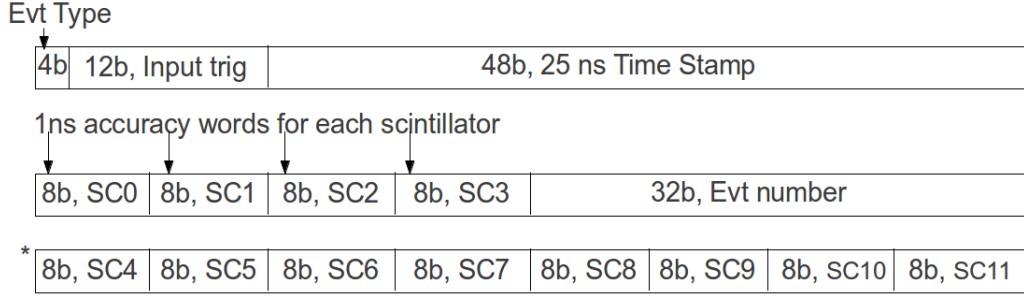 Evt Type
4b 12b, Input trig 48b, 25 ns Time Stamp
1ns accuracy words for each scintillator
8b, SC0 8b, SC1 8b, SC2 8b, SC3 32b, Evt number
* 8b, SC4 8b, SC5 8b, SC6 8b, SC7 8b, SC8 8b, SC9 8b, SC10 8b, SC11